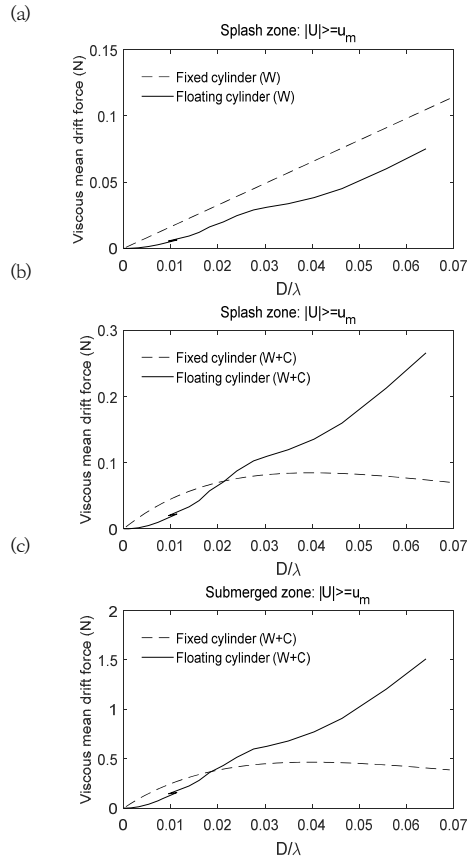 (a)
Splash zone: |U|>=um
0.15
0.1
0.05
0
Viscous mean drift force (N)
Fixed cylinder (W)
Floating cylinder (W)
0 0.01 0.02 0.03 0.04 0.05 0.06 0.07
D/λ
(b)
Splash zone: |U|>=um
0.3
0.2
0.1
0
Viscous mean drift force (N)
Fixed cylinder (W+C)
Floating cylinder (W+C)
0 0.01 0.02 0.03 0.04 0.05 0.06 0.07
D/λ
(c)
Submerged zone: |U|>=um
2
1.5
1
0.5
0
Viscous mean drift force (N)
Fixed cylinder (W+C)
Floating cylinder (W+C)
0 0.01 0.02 0.03 0.04 0.05 0.06 0.07
D/λ